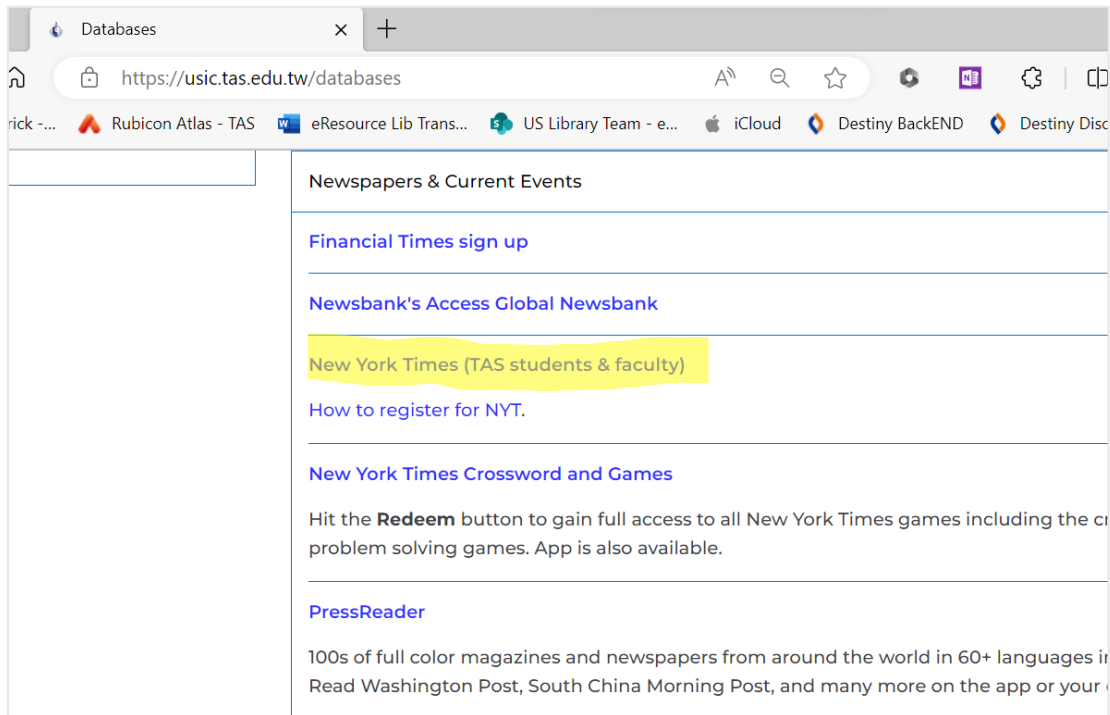 Databases
https://usic.tas.edu.tw/databases
rick -... Rubicon Atlas - TAS eResource Lib Trans... US Library Team - e... iCloud Destiny BackEND Destiny Disc
Newspapers & Current Events
Financial Times sign up
Newsbank's Access Global Newsbank
New York Times (TAS students & faculty)
How to register for NYT.
New York Times Crossword and Games
Hit the Redeem button to gain full access to all New York Times games including the
problem solving games. App is also available.
PressReader
100s of full color magazines and newspapers from around the world in 60+ languages
Read Washington Post, South China Morning Post, and many more on the app or your